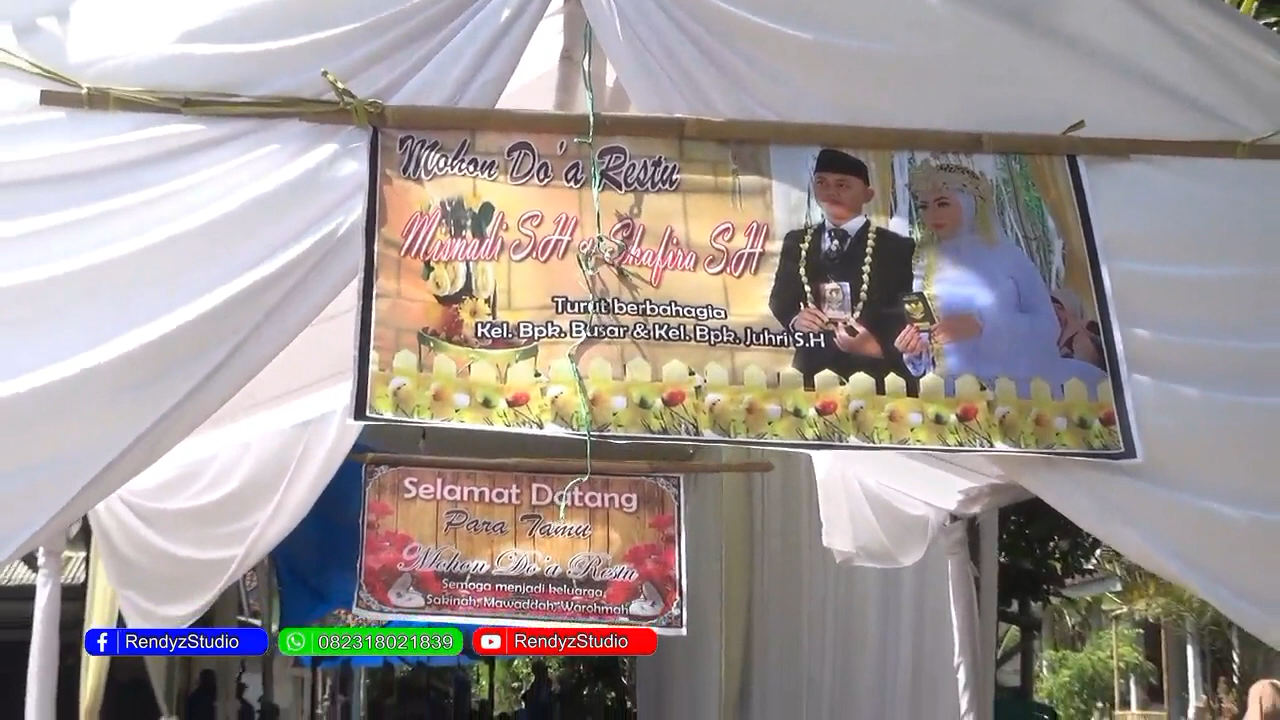 Mohon Do'a Restu
Misnadi S.H & Shafira S.H
Turut berbahagia
Kel. Bpk. Busar & Kel. Bpk. Juhri S.H
Selamat Datang
Para Tamu
Mohon Do'a Restu
Semoga menjadi keluarga
Sakinah, Mawaddah, Warohmah
RendyzStudio 082318021839 RendyzStudio